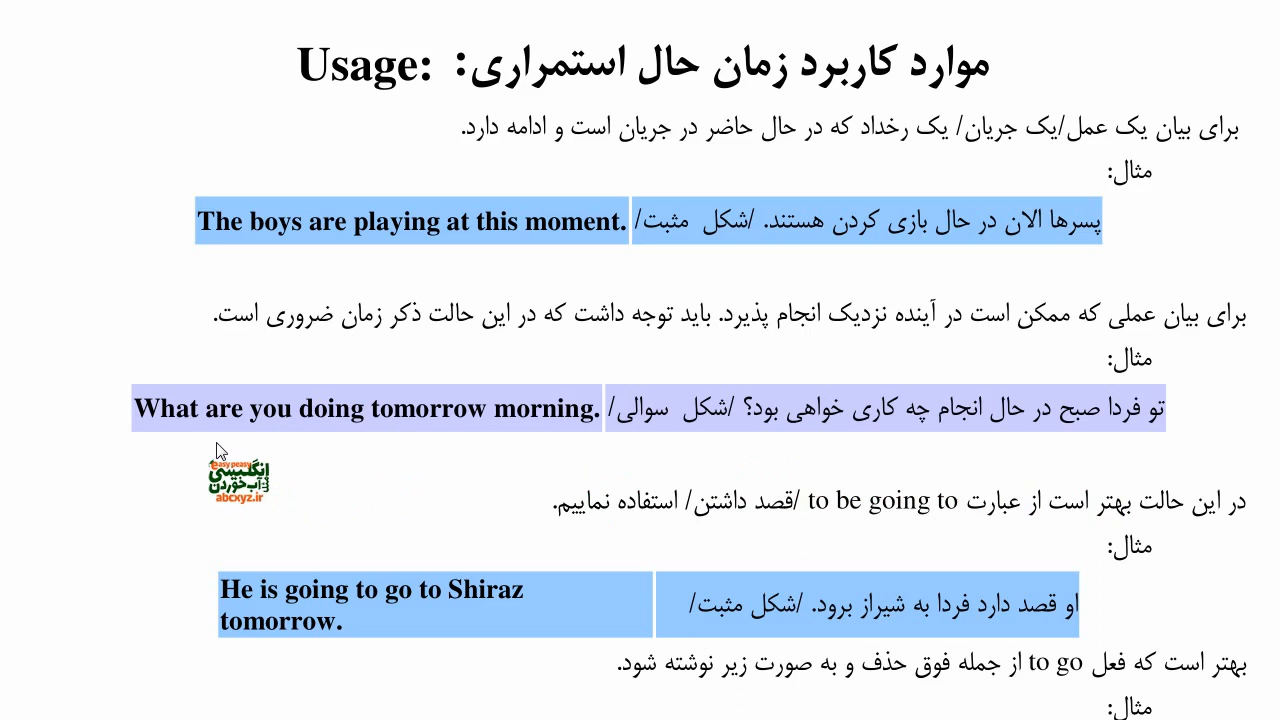 موارد کاربرد زمان حال استمراری: Usage:
برای بیان یک عمل/یک جریان/ یک رخداد که در حال حاضر در جریان است و ادامه دارد.
مثال:
پسرها الان در حال بازی کردن هستند. /شکل مثبت/ The boys are playing at this moment.
برای بیان عملی که ممکن است در آینده نزدیک انجام پذیرد. باید توجه داشت که در این حالت ذکر زمان ضروری است.
مثال:
تو فردا صبح در حال انجام چه کاری خواهی بود؟ /شکل سوالی/ What are you doing tomorrow morning.
easy peasy
انگلیسی
آب خوردن
abcxyz.ir
در این حالت بهتر است از عبارت to be going to /قصد داشتن/ استفاده نماییم.
مثال:
او قصد دارد فردا به شیراز برود. /شکل مثبت/ He is going to go to Shiraz
tomorrow.
بهتر است که فعل to go از جمله فوق حذف و به صورت زیر نوشته شود.
مثال: